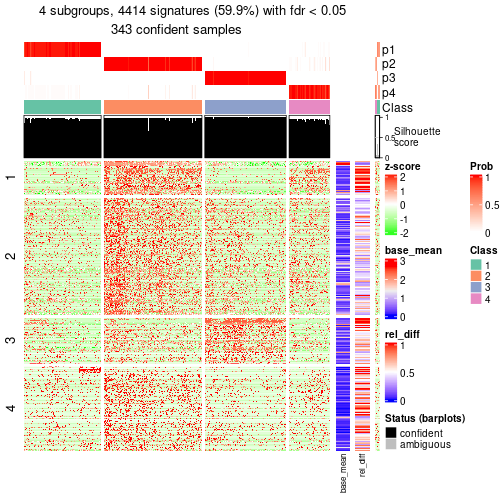 4 subgroups, 4414 signatures (59.9%) with fdr < 0.05
343 confident samples
p1
p2
p3
p4
Class
1
0.5
0
Silhouette
score
1
2
3
4
base_mean
rel_diff
z-score
2
1
0
-1
-2
base_mean
3
2
1
0
rel_diff
1
0.5
0
Status (barplots)
confident
ambiguous
Prob
1
0.5
0
Class
1
2
3
4